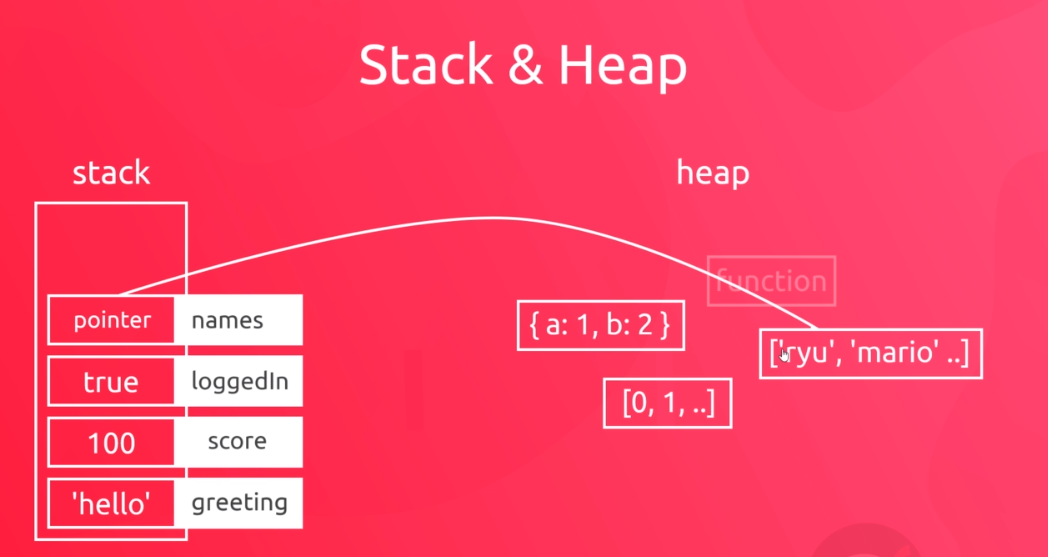 Stack & Heap
stack
heap
function
pointer names
{ a: 1, b: 2 }
['ryu', 'mario' ..]
true loggedIn
[0, 1, ..]
100 score
'hello' greeting